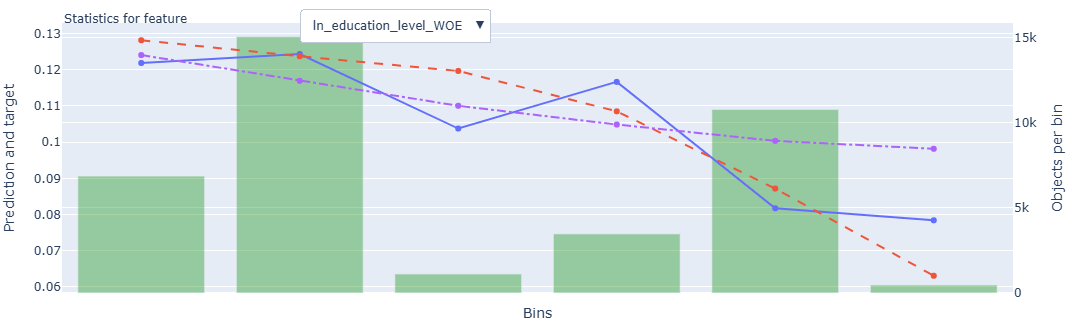 Statistics for feature
In_education_level_WOE ▼
0.13
0.12
0.11
0.1
0.09
0.08
0.07
0.06
Prediction and target
15k
10k
5k
0
Objects per bin
Bins